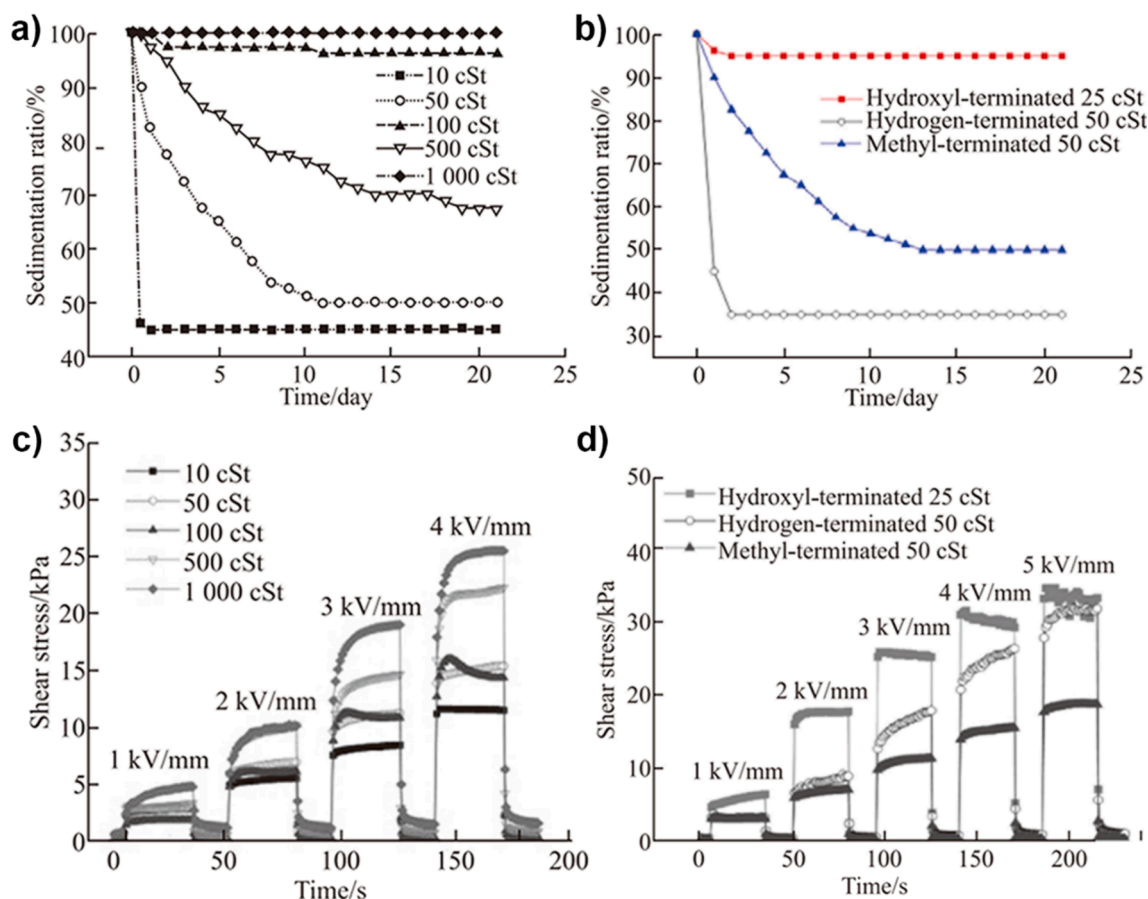 a)
100
90
80
70
60
50
40
Sedimentation ratio/%
10 cSt
50 cSt
100 cSt
500 cSt
1 000 cSt
0 5 10 15 20 25
Time/day
b)
100
90
80
70
60
50
40
30
Sedimentation ratio/%
Hydroxyl-terminated 25 cSt
Hydrogen-terminated 50 cSt
Methyl-terminated 50 cSt
0 5 10 15 20 25
Time/day
c)
35
30
25
20
15
10
5
0
Shear stress/kPa
10 cSt
50 cSt
100 cSt
500 cSt
1 000 cSt
1 kV/mm
2 kV/mm
3 kV/mm
4 kV/mm
0 50 100 150 200
Time/s
d)
50
40
30
20
10
0
Shear stress/kPa
Hydroxyl-terminated 25 cSt
Hydrogen-terminated 50 cSt
Methyl-terminated 50 cSt
1 kV/mm
2 kV/mm
3 kV/mm
4 kV/mm
5 kV/mm
0 50 100 150 200
Time/s